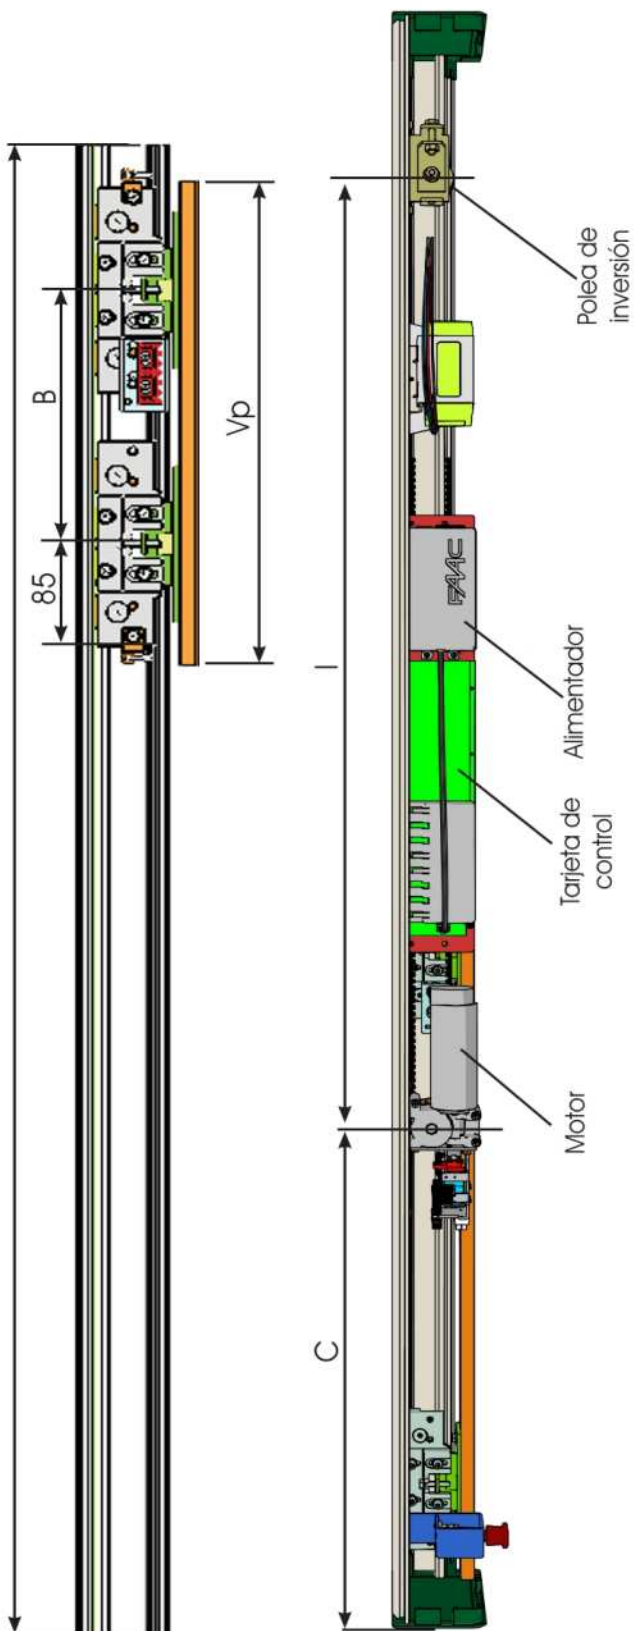 B
85
Vp
I
C
Polea de
inversión
FAAC
Alimentador
Tarjeta de
control
Motor